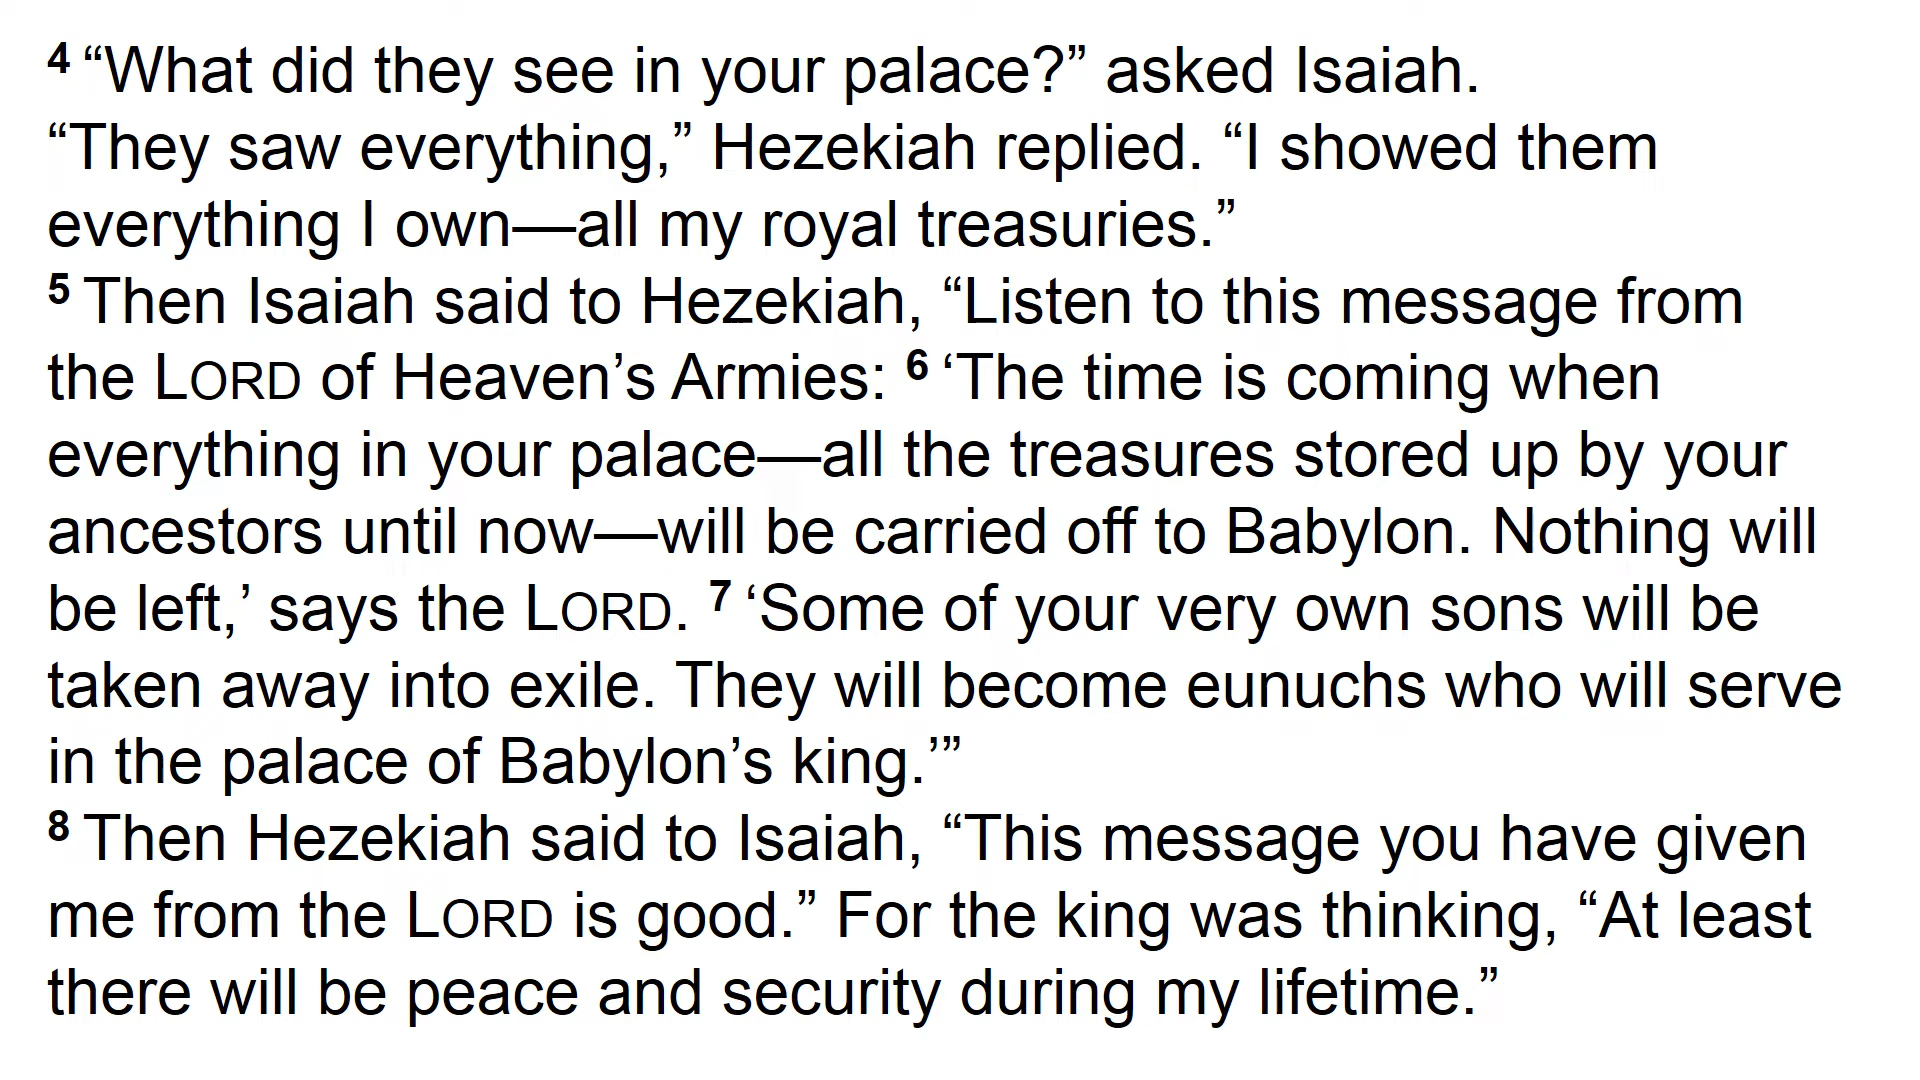 4 “What did they see in your palace?” asked Isaiah.
“They saw everything,” Hezekiah replied. “I showed them
everything I own—all my royal treasuries.”
5 Then Isaiah said to Hezekiah, “Listen to this message from
the LORD of Heaven’s Armies: 6 ‘The time is coming when
everything in your palace—all the treasures stored up by your
ancestors until now—will be carried off to Babylon. Nothing will
be left,’ says the LORD. 7 ‘Some of your very own sons will be
taken away into exile. They will become eunuchs who will serve
in the palace of Babylon’s king.’”
8 Then Hezekiah said to Isaiah, “This message you have given
me from the LORD is good.” For the king was thinking, “At least
there will be peace and security during my lifetime.”